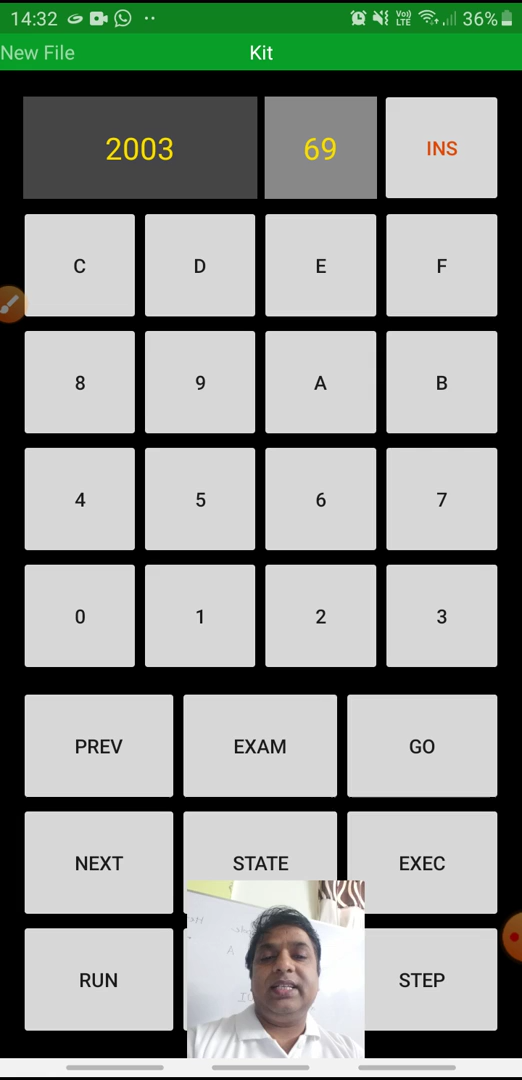 14:32 36%
New File Kit
2003 69 INS
C D E F
8 9 A B
4 5 6 7
0 1 2 3
PREV EXAM GO
NEXT STATE EXEC
RUN STEP